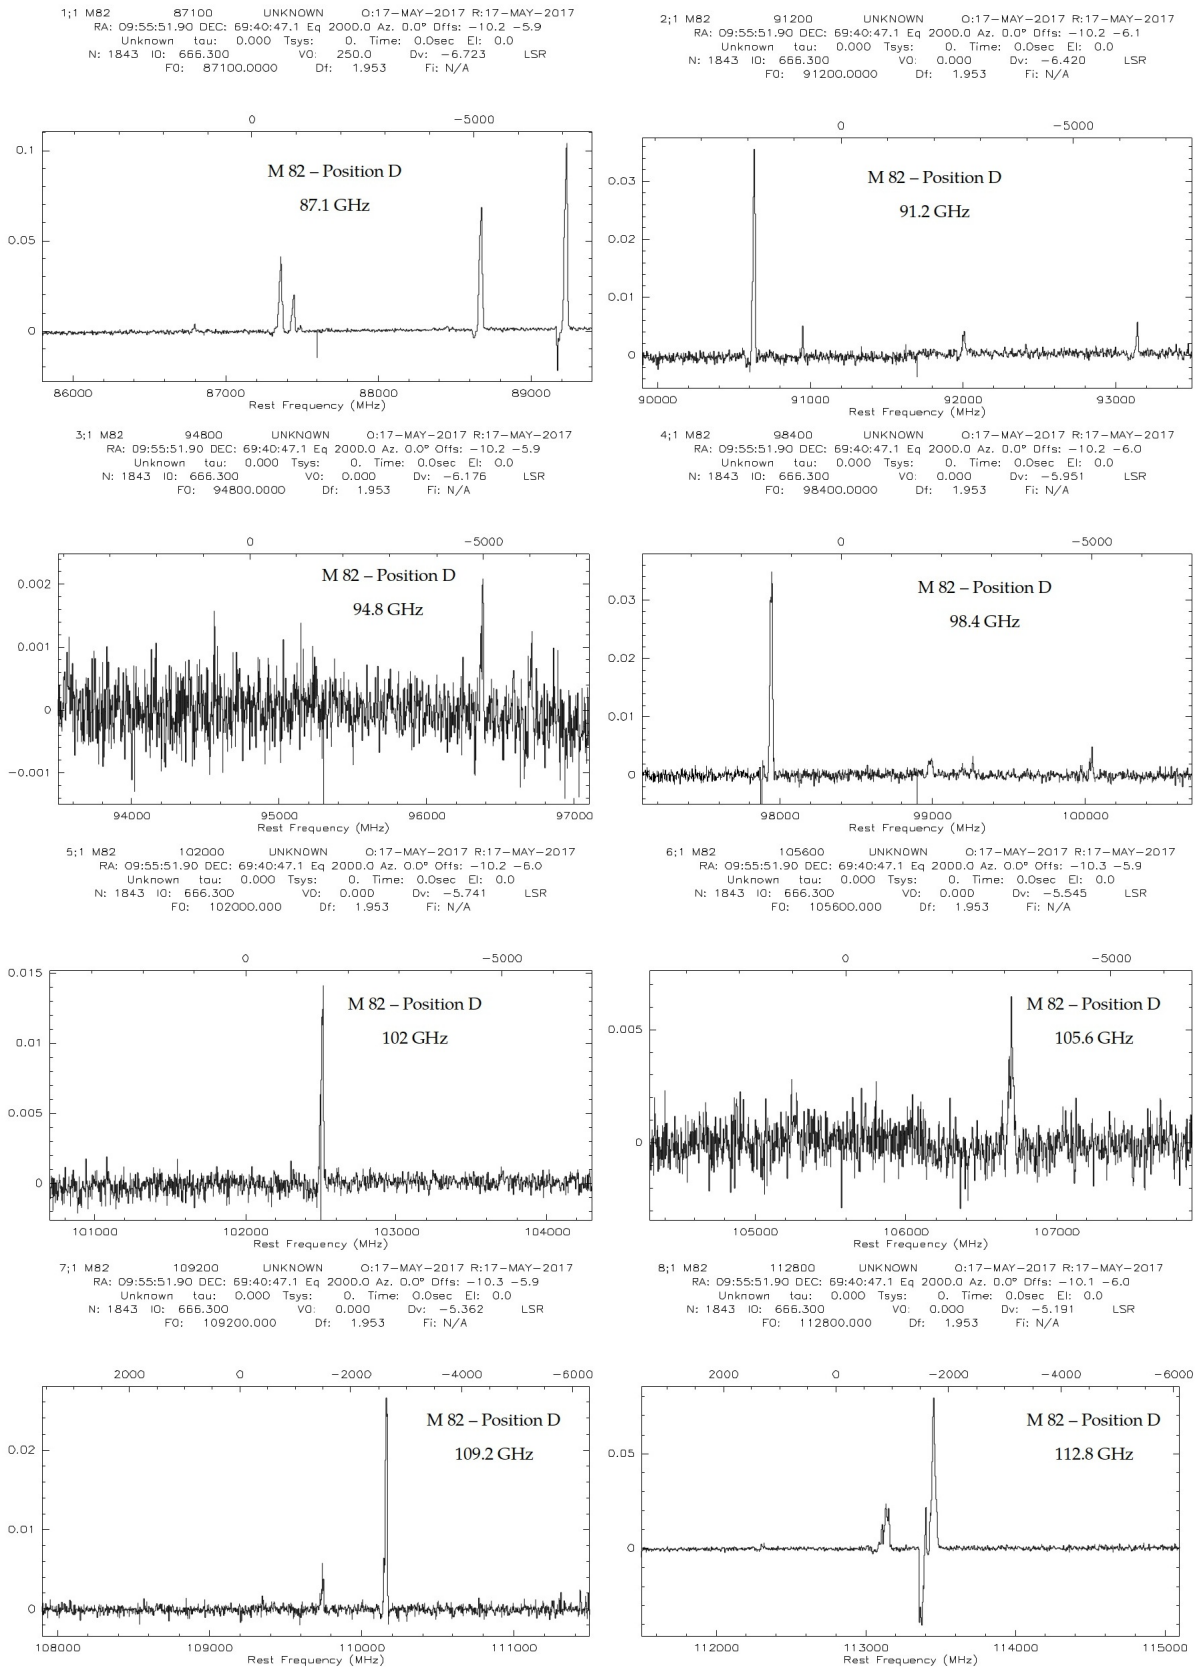 1;1 M82 87100 UNKNOWN O:17-MAY-2017 R:17-MAY-2017
RA: 09:55:51.90 DEC: 69:40:47.1 Eq 2000.0 Az. 0.0° Offs: -10.2 -5.9
Unknown tau: 0.000 Tsys: 0. Time: 0.0sec El: 0.0
N: 1843 I0: 666.300 V0: 250.0 Dv: -6.723 LSR
F0: 87100.0000 Df: 1.953 Fi: N/A
0 -5000
M 82 – Position D
87.1 GHz
0.1
0.05
0
86000 87000 88000 89000
Rest Frequency (MHz)
2;1 M82 91200 UNKNOWN O:17-MAY-2017 R:17-MAY-2017
RA: 09:55:51.90 DEC: 69:40:47.1 Eq 2000.0 Az. 0.0° Offs: -10.2 -6.1
Unknown tau: 0.000 Tsys: 0. Time: 0.0sec El: 0.0
N: 1843 I0: 666.300 V0: 0.000 Dv: -6.420 LSR
F0: 91200.0000 Df: 1.953 Fi: N/A
0 -5000
M 82 – Position D
91.2 GHz
0.03
0.02
0.01
0
90000 91000 92000 93000
Rest Frequency (MHz)
3;1 M82 94800 UNKNOWN O:17-MAY-2017 R:17-MAY-2017
RA: 09:55:51.90 DEC: 69:40:47.1 Eq 2000.0 Az. 0.0° Offs: -10.2 -5.9
Unknown tau: 0.000 Tsys: 0. Time: 0.0sec El: 0.0
N: 1843 I0: 666.300 V0: 0.000 Dv: -6.176 LSR
F0: 94800.0000 Df: 1.953 Fi: N/A
0 -5000
M 82 – Position D
94.8 GHz
0.002
0.001
0
-0.001
94000 95000 96000 97000
Rest Frequency (MHz)
4;1 M82 98400 UNKNOWN O:17-MAY-2017 R:17-MAY-2017
RA: 09:55:51.90 DEC: 69:40:47.1 Eq 2000.0 Az. 0.0° Offs: -10.2 -6.0
Unknown tau: 0.000 Tsys: 0. Time: 0.0sec El: 0.0
N: 1843 I0: 666.300 V0: 0.000 Dv: -5.951 LSR
F0: 98400.0000 Df: 1.953 Fi: N/A
0 -5000
M 82 – Position D
98.4 GHz
0.03
0.02
0.01
0
98000 99000 100000
Rest Frequency (MHz)
5;1 M82 102000 UNKNOWN O:17-MAY-2017 R:17-MAY-2017
RA: 09:55:51.90 DEC: 69:40:47.1 Eq 2000.0 Az. 0.0° Offs: -10.2 -6.0
Unknown tau: 0.000 Tsys: 0. Time: 0.0sec El: 0.0
N: 1843 I0: 666.300 V0: 0.000 Dv: -5.741 LSR
F0: 102000.000 Df: 1.953 Fi: N/A
0 -5000
M 82 – Position D
102 GHz
0.015
0.01
0.005
0
101000 102000 103000 104000
Rest Frequency (MHz)
6;1 M82 105600 UNKNOWN O:17-MAY-2017 R:17-MAY-2017
RA: 09:55:51.90 DEC: 69:40:47.1 Eq 2000.0 Az. 0.0° Offs: -10.3 -5.9
Unknown tau: 0.000 Tsys: 0. Time: 0.0sec El: 0.0
N: 1843 I0: 666.300 V0: 0.000 Dv: -5.545 LSR
F0: 105600.000 Df: 1.953 Fi: N/A
0 -5000
M 82 – Position D
105.6 GHz
0.005
0
105000 106000 107000
Rest Frequency (MHz)
7;1 M82 109200 UNKNOWN O:17-MAY-2017 R:17-MAY-2017
RA: 09:55:51.90 DEC: 69:40:47.1 Eq 2000.0 Az. 0.0° Offs: -10.3 -5.9
Unknown tau: 0.000 Tsys: 0. Time: 0.0sec El: 0.0
N: 1843 I0: 666.300 V0: 0.000 Dv: -5.362 LSR
F0: 109200.000 Df: 1.953 Fi: N/A
2000 0 -2000 -4000 -6000
M 82 – Position D
109.2 GHz
0.02
0.01
0
108000 109000 110000 111000
Rest Frequency (MHz)
8;1 M82 112800 UNKNOWN O:17-MAY-2017 R:17-MAY-2017
RA: 09:55:51.90 DEC: 69:40:47.1 Eq 2000.0 Az. 0.0° Offs: -10.1 -6.0
Unknown tau: 0.000 Tsys: 0. Time: 0.0sec El: 0.0
N: 1843 I0: 666.300 V0: 0.000 Dv: -5.191 LSR
F0: 112800.000 Df: 1.953 Fi: N/A
2000 0 -2000 -4000 -6000
M 82 – Position D
112.8 GHz
0.05
0
112000 113000 114000 115000
Rest Frequency (MHz)